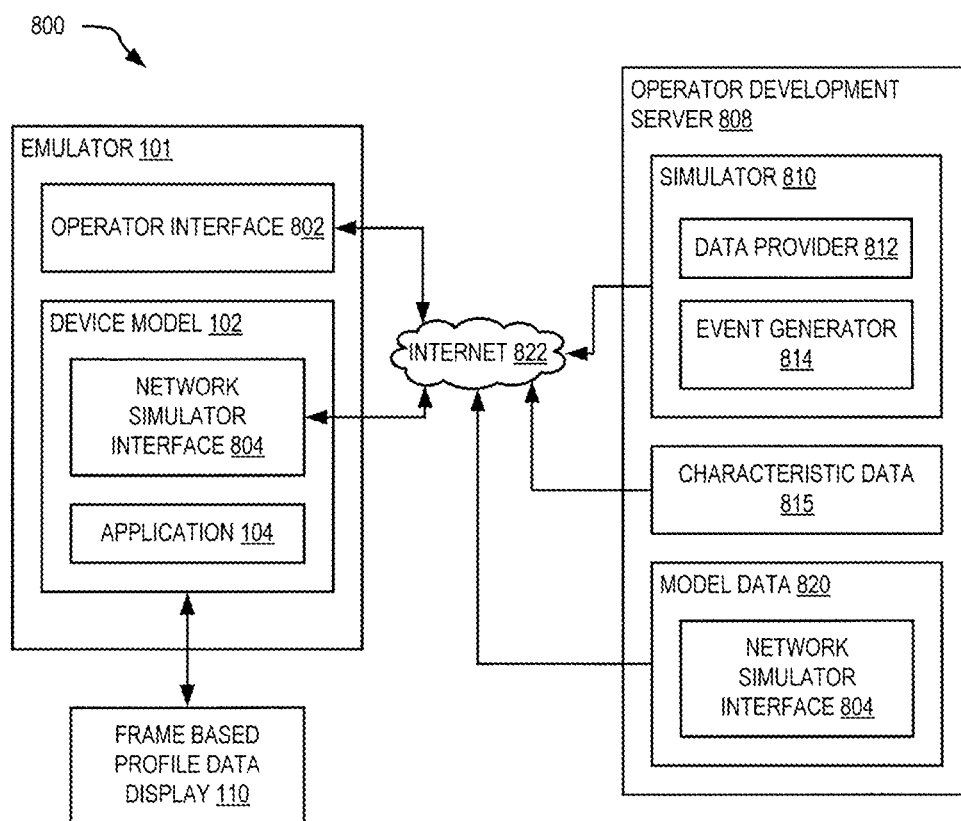 800
EMULATOR 101
OPERATOR INTERFACE 802
DEVICE MODEL 102
NETWORK
SIMULATOR
INTERFACE 804
APPLICATION 104
FRAME BASED
PROFILE DATA
DISPLAY 110
INTERNET 822
OPERATOR DEVELOPMENT
SERVER 808
SIMULATOR 810
DATA PROVIDER 812
EVENT GENERATOR
814
CHARACTERISTIC DATA
815
MODEL DATA 820
NETWORK
SIMULATOR
INTERFACE 804